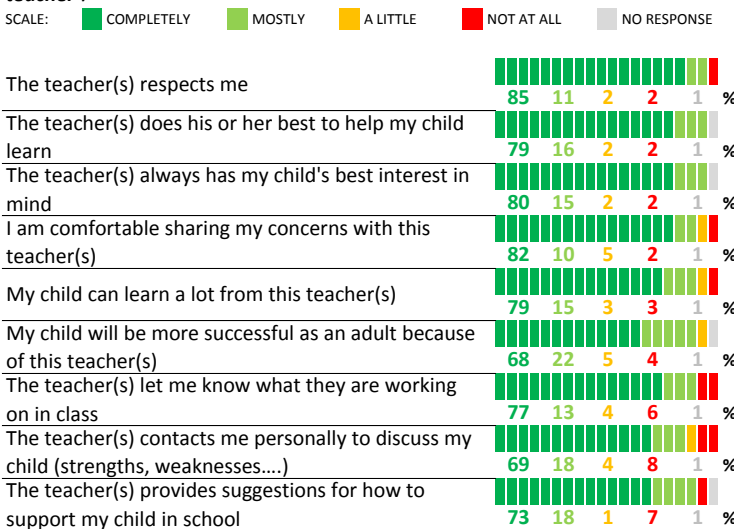 SCALE: COMPLETELY MOSTLY A LITTLE NOT AT ALL NO RESPONSE
The teacher(s) respects me
85 11 2 2 1 %
The teacher(s) does his or her best to help my child
learn
79 16 2 2 1 %
The teacher(s) always has my child's best interest in
mind
80 15 2 2 1 %
I am comfortable sharing my concerns with this
teacher(s)
82 10 5 2 1 %
My child can learn a lot from this teacher(s)
79 15 3 3 1 %
My child will be more successful as an adult because
of this teacher(s)
68 22 5 4 1 %
The teacher(s) let me know what they are working
on in class
77 13 4 6 1 %
The teacher(s) contacts me personally to discuss my
child (strengths, weaknesses....)
69 18 4 8 1 %
The teacher(s) provides suggestions for how to
support my child in school
73 18 1 7 1 %